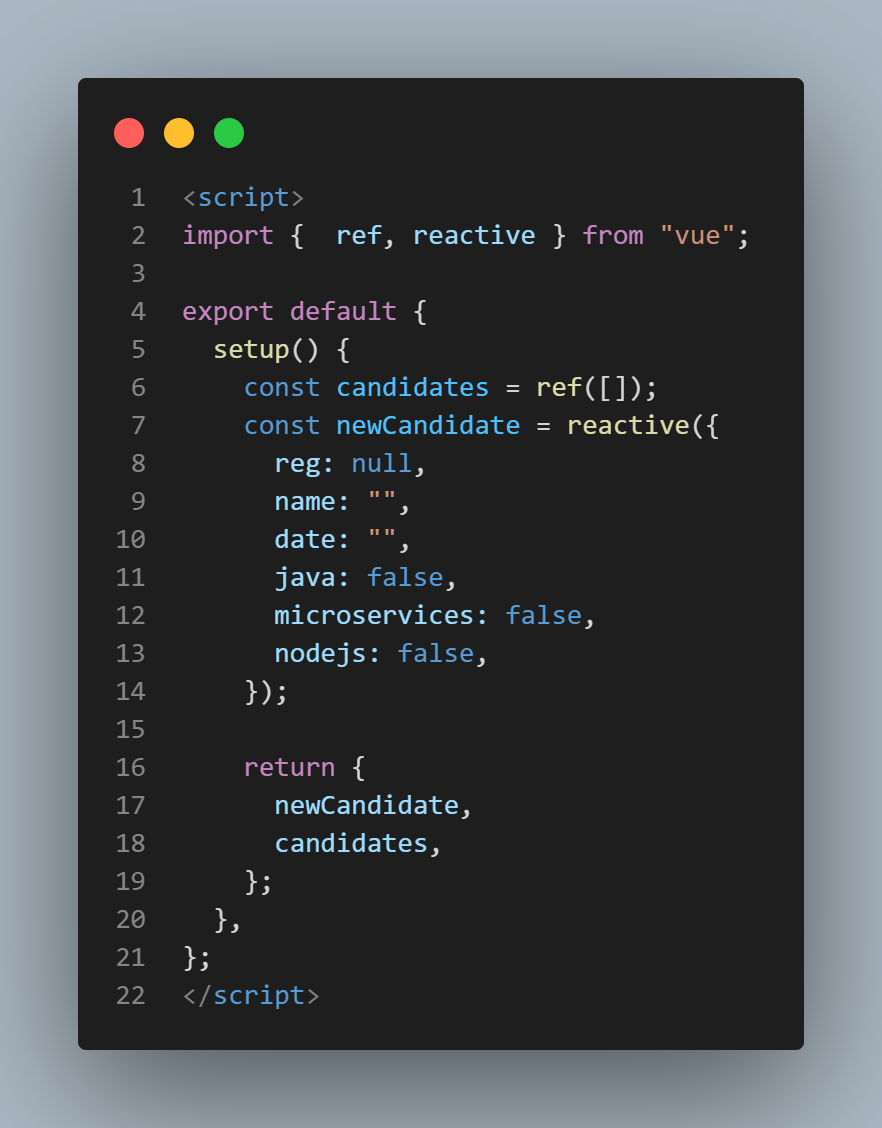 1 <script>
2 import {  ref, reactive } from "vue";
3
4 export default {
5   setup() {
6     const candidates = ref([]);
7     const newCandidate = reactive({
8       reg: null,
9       name: "",
10       date: "",
11       java: false,
12       microservices: false,
13       nodejs: false,
14     });
15
16     return {
17       newCandidate,
18       candidates,
19     };
20   },
21 };
22 </script>